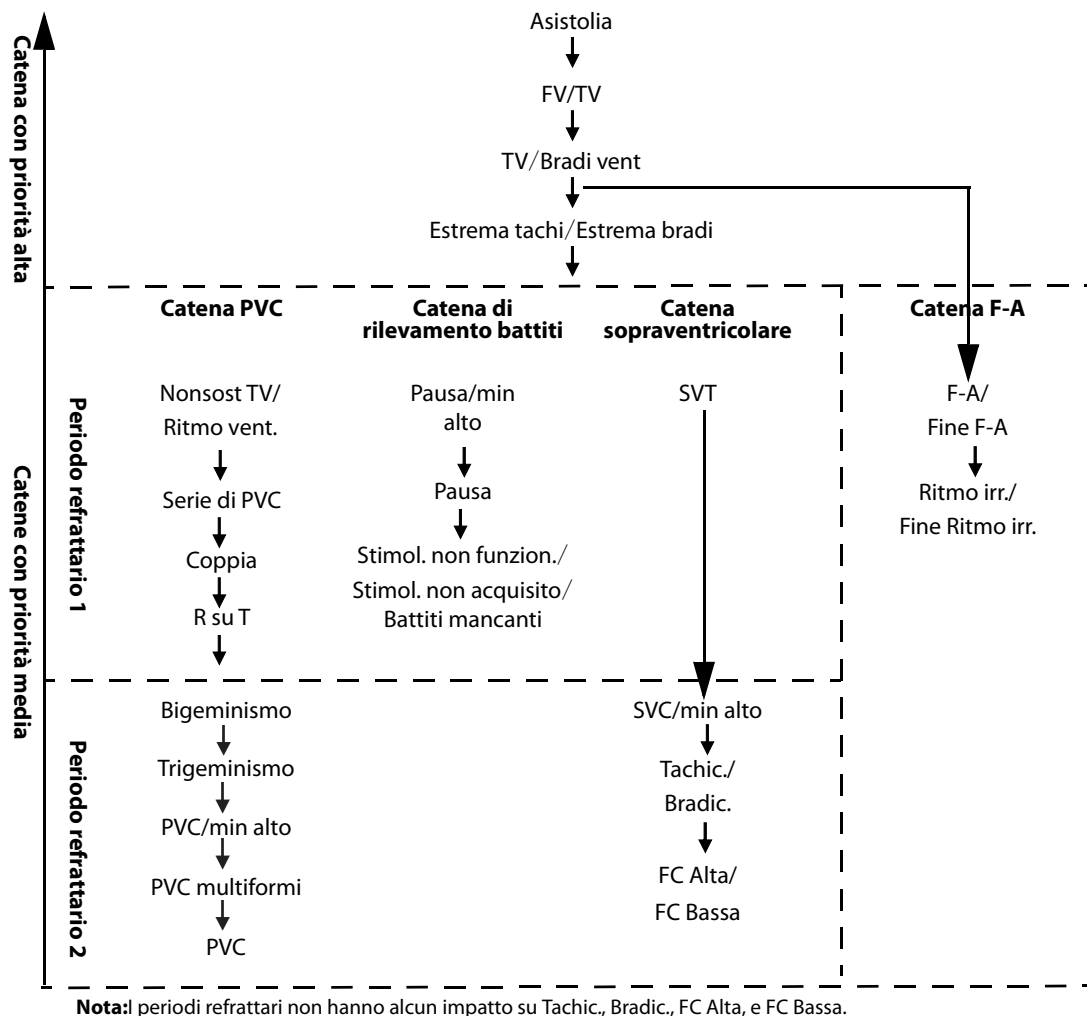 Asistolia
FV/TV
TV/Bradi vent
Estrema tachi/Estrema bradi
Catena con priorità alta
Catene con priorità media
Periodo refrattario 1
Periodo refrattario 2
Catena PVC
Nonsost TV/
Ritmo vent.
Serie di PVC
Coppia
R su T
Bigeminismo
Trigeminismo
PVC/min alto
PVC multiformi
PVC
Catena di
rilevamento battiti
Pausa/min
alto
Pausa
Stimol. non funzion./
Stimol. non acquisito/
Battiti mancanti
Catena
sopraventricolare
SVT
SVC/min alto
Tachic./
Bradic.
FC Alta/
FC Bassa
Catena F-A
F-A/
Fine F-A
Ritmo irr./
Fine Ritmo irr.
Nota:I periodi refrattari non hanno alcun impatto su Tachic., Bradic., FC Alta, e FC Bassa.